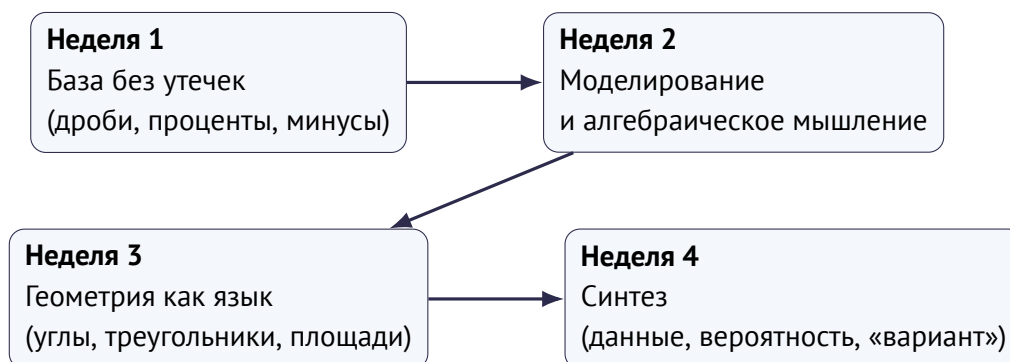 Неделя 1
База без утечек
(дроби, проценты, минусы)
Неделя 2
Моделирование
и алгебраическое мышление
Неделя 3
Геометрия как язык
(углы, треугольники, площади)
Неделя 4
Синтез
(данные, вероятность, «вариант»)